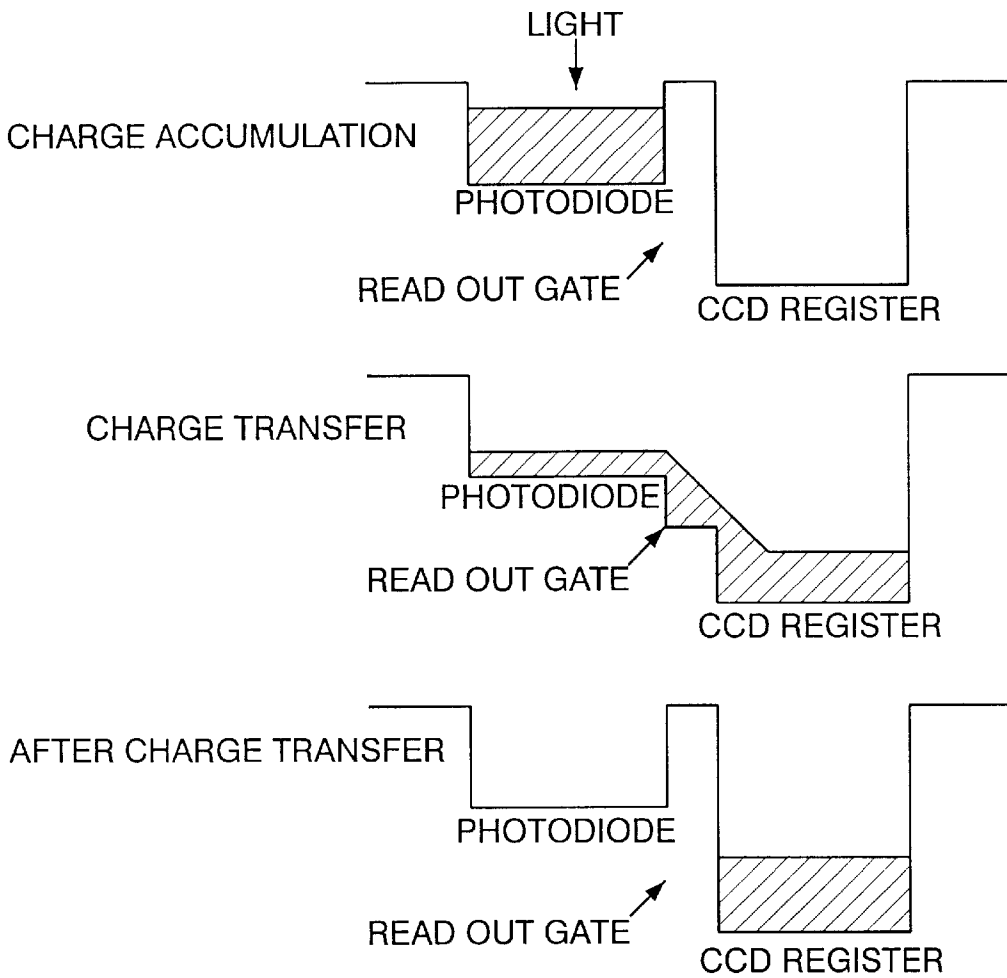 LIGHT
CHARGE ACCUMULATION
PHOTODIODE
READ OUT GATE
CCD REGISTER
CHARGE TRANSFER
PHOTODIODE
READ OUT GATE
CCD REGISTER
AFTER CHARGE TRANSFER
PHOTODIODE
READ OUT GATE
CCD REGISTER